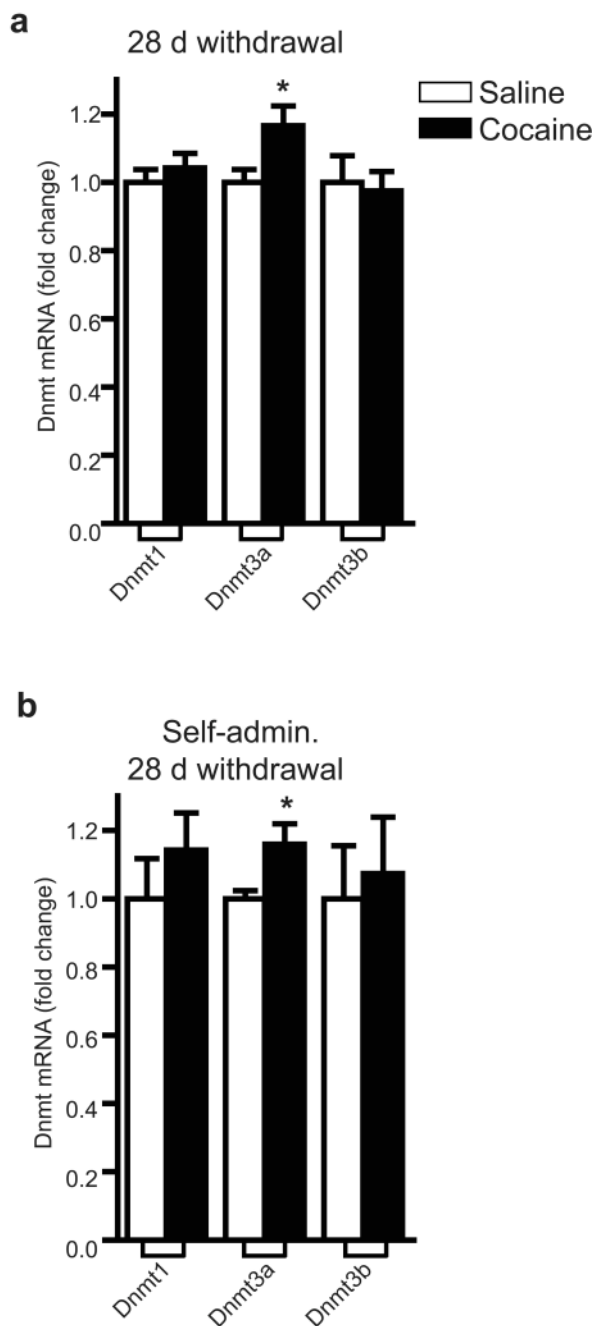 a
28 d withdrawal
*
Saline
Cocaine
Dnmt mRNA (fold change)
1.2
1.0
0.8
0.6
0.4
0.2
0.0
Dnmt1
Dnmt3a
Dnmt3b
b
Self-admin.
28 d withdrawal
*
Dnmt mRNA (fold change)
1.2
1.0
0.8
0.6
0.4
0.2
0.0
Dnmt1
Dnmt3a
Dnmt3b